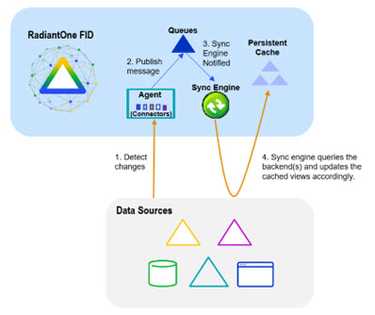 RadiantOne FID
Queues
2. Publish
message
3. Sync
Engine
Notified
Persistent
Cache
Agent
(Connectors)
Sync Engine
1. Detect
changes
4. Sync engine queries the
backend(s) and updates the
cached views accordingly.
Data Sources